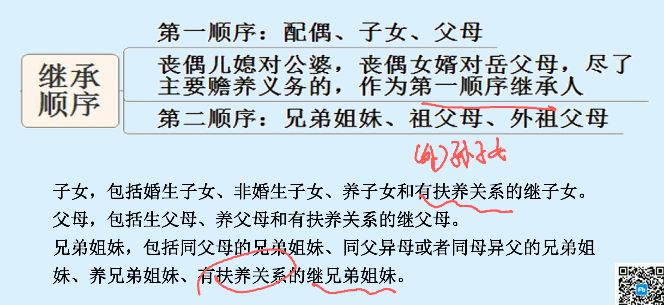 第一顺序：配偶、子女、父母
继承
顺序
丧偶儿媳对公婆，丧偶女婿对岳父母，尽了
主要赡养义务的，作为第一顺序继承人
第二顺序：兄弟姐妹、祖父母、外祖父母
(外)孙子女
子女，包括婚生子女、非婚生子女、养子女和有扶养关系的继子女。
父母，包括生父母、养父母和有扶养关系的继父母。
兄弟姐妹，包括同父母的兄弟姐妹、同父异母或者同母异父的兄弟姐
妹、养兄弟姐妹、有扶养关系的继兄弟姐妹。